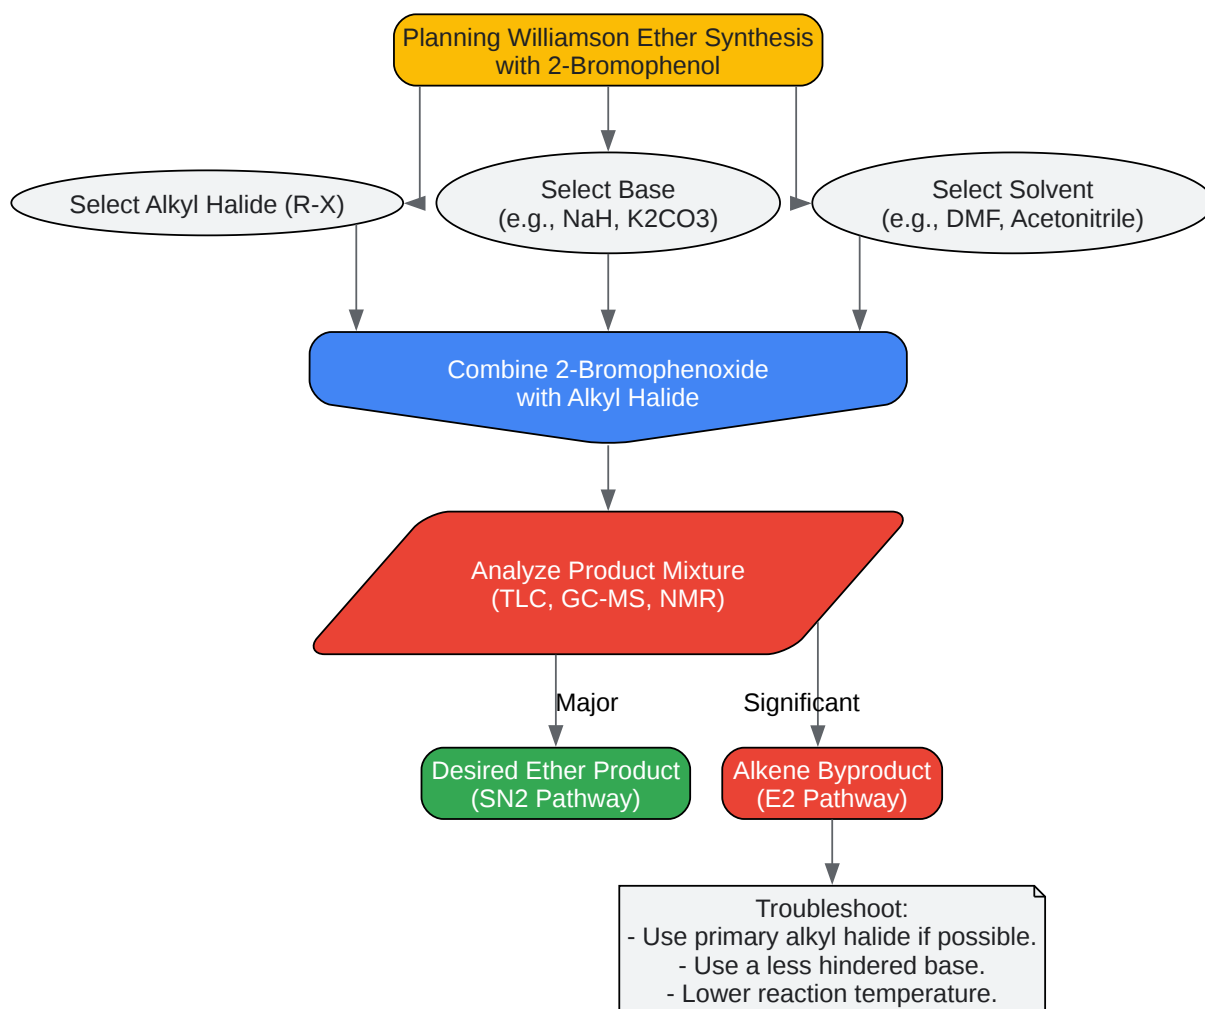 Planning Williamson Ether Synthesis
with 2-Bromophenol
Select Alkyl Halide (R-X)
Select Base
(e.g., NaH, K2CO3)
Select Solvent
(e.g., DMF, Acetonitrile)
Combine 2-Bromophenoxide
with Alkyl Halide
Analyze Product Mixture
(TLC, GC-MS, NMR)
Major
Significant
Desired Ether Product
(SN2 Pathway)
Alkene Byproduct
(E2 Pathway)
Troubleshoot:
- Use primary alkyl halide if possible.
- Use a less hindered base.
- Lower reaction temperature.